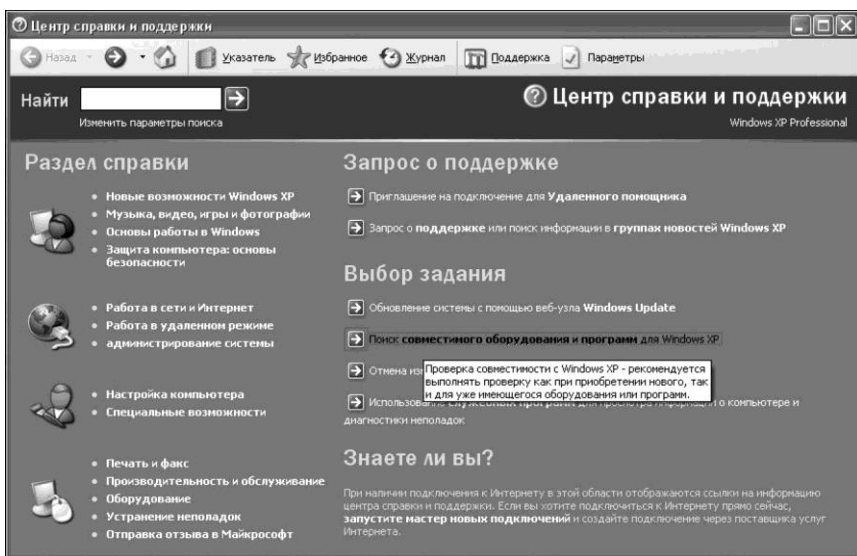 Центр справки и поддержки
Назад
Указатель
Избранное
Журнал
Поддержка
Параметры
Найти
Изменить параметры поиска
Центр справки и поддержки
Windows XP Professional
Раздел справки
Новые возможности Windows XP
Музыка, видео, игры и фотографии
Основы работы в Windows
Защита компьютера: основы
безопасности
Работа в сети и Интернет
Работа в удаленном режиме
администрирование системы
Настройка компьютера
Специальные возможности
Печать и факс
Производительность и обслуживание
Оборудование
Устранение неполадок
Отправка отзыва в Майкрософт
Запрос о поддержке
Приглашение на подключение для Удаленного помощника
Запрос о поддержке или поиск информации в группах новостей Windows XP
Выбор задания
Обновление системы с помощью веб-узла Windows Update
Поиск совместимого оборудования и программ для Windows XP
Отмена
Проверка совместимости с Windows XP - рекомендуется
выполнять проверку как при приобретении нового, так
и для уже имеющегося оборудования или программ.
Использование служебных программ для просмотра информации о компьютере и
диагностики неполадок
Знаете ли вы?
При наличии подключения к Интернету в этой области отображаются ссылки на информацию
центра справки и поддержки. Если вы хотите подключиться к Интернету прямо сейчас,
запустите мастер новых подключений и создайте подключение через поставщика услуг
Интернета.